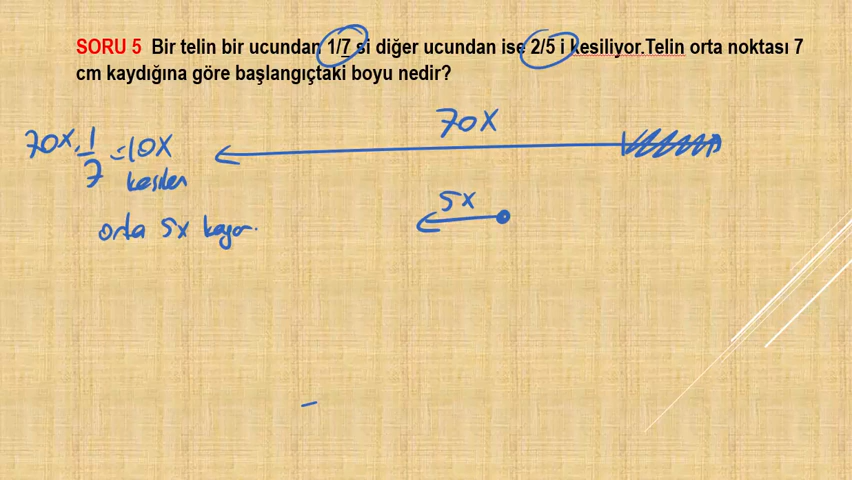 SORU 5 Bir telin bir ucundan 1/7 si diğer ucundan ise 2/5 i kesiliyor.Telin orta noktası 7
cm kaydığına göre başlangıçtaki boyu nedir?
70x
70x . 1/7 = 10x
kesilen
5x
orta 5x kayar.